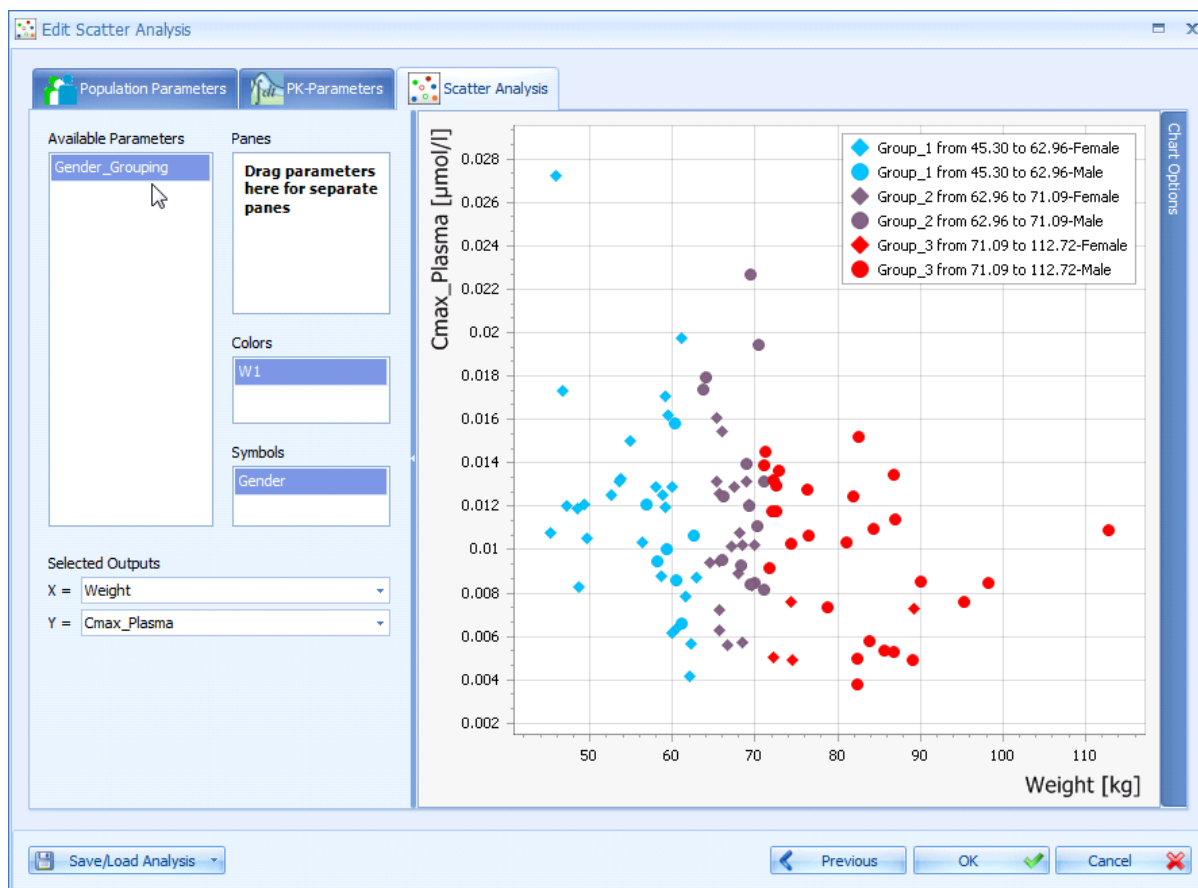 Edit Scatter Analysis
Population Parameters
PK-Parameters
Scatter Analysis
Available Parameters
Gender_Grouping
Panes
Drag parameters
here for separate
panes
Colors
W1
Symbols
Gender
Selected Outputs
X = Weight
Y = Cmax_Plasma
Cmax_Plasma [µmol/l]
0.028
0.026
0.024
0.022
0.02
0.018
0.016
0.014
0.012
0.01
0.008
0.006
0.004
0.002
Group_1 from 45.30 to 62.96-Female
Group_1 from 45.30 to 62.96-Male
Group_2 from 62.96 to 71.09-Female
Group_2 from 62.96 to 71.09-Male
Group_3 from 71.09 to 112.72-Female
Group_3 from 71.09 to 112.72-Male
50 60 70 80 90 100 110
Weight [kg]
Chart Options
Save/Load Analysis
Previous
OK
Cancel